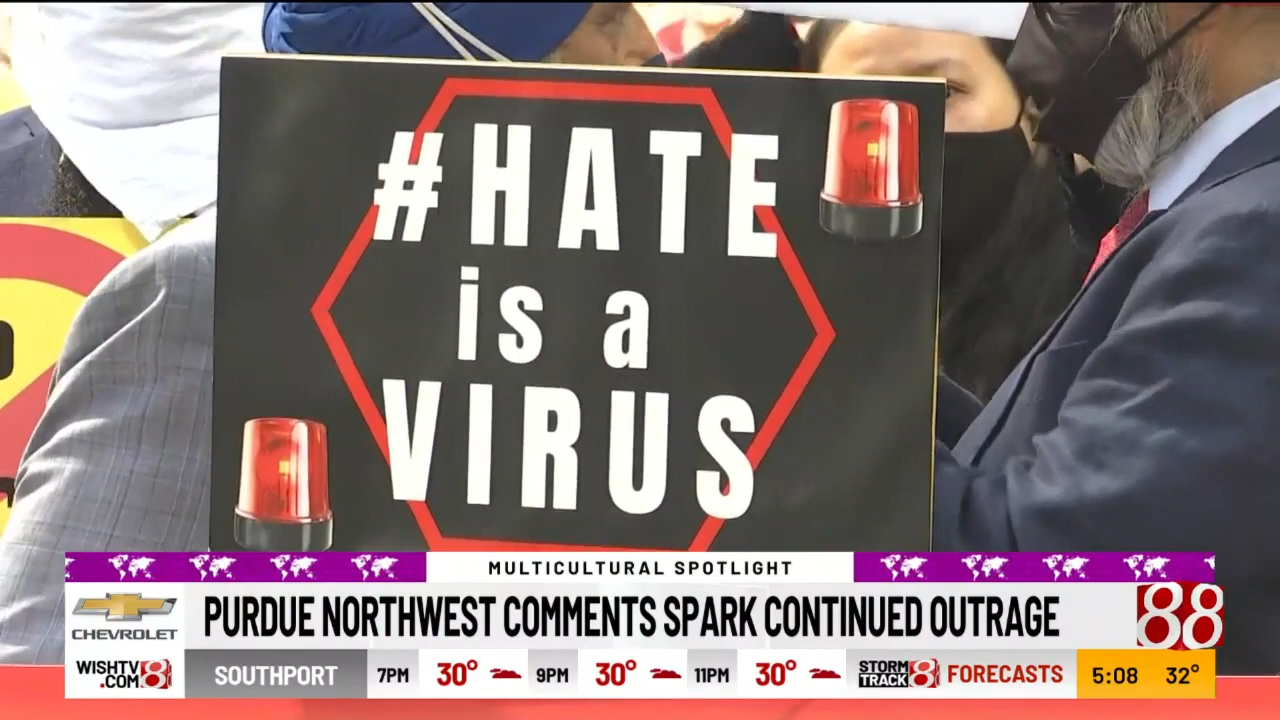 #HATE
is a
VIRUS
MULTICULTURAL SPOTLIGHT
CHEVROLET
PURDUE NORTHWEST COMMENTS SPARK CONTINUED OUTRAGE
88
WISHTV
.COM 8
SOUTHPORT
7PM 30° 9PM 30° 11PM 30°
STORM
TRACK 8
FORECASTS
5:08 32°